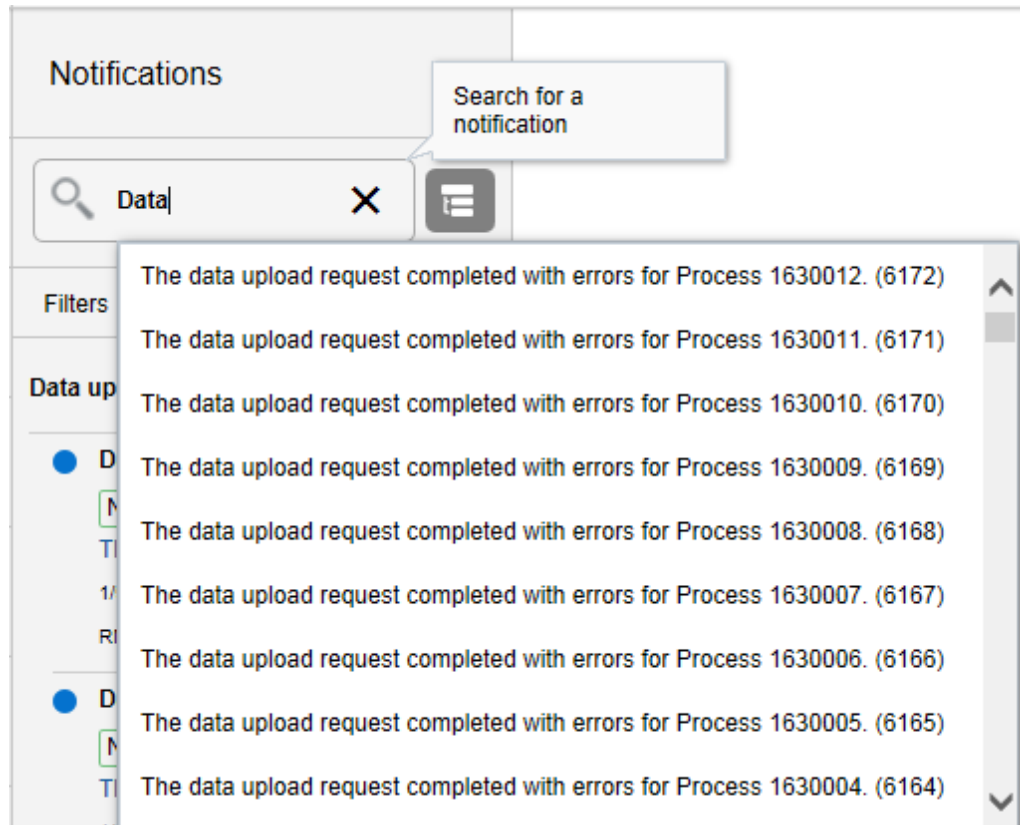 Notifications
Search for a
notification
Data
The data upload request completed with errors for Process 1630012. (6172)
Filters
The data upload request completed with errors for Process 1630011. (6171)
Data up
The data upload request completed with errors for Process 1630010. (6170)
D
The data upload request completed with errors for Process 1630009. (6169)
N
The data upload request completed with errors for Process 1630008. (6168)
1/
The data upload request completed with errors for Process 1630007. (6167)
The data upload request completed with errors for Process 1630006. (6166)
D
The data upload request completed with errors for Process 1630005. (6165)
N
The data upload request completed with errors for Process 1630004. (6164)